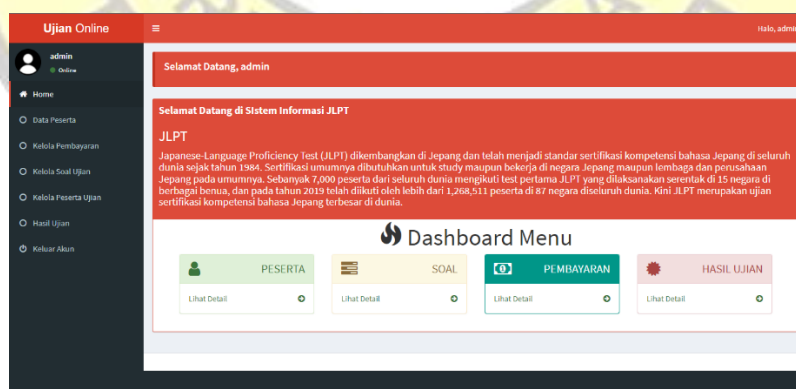 Ujian Online
Halo, admin
admin
Online
Selamat Datang, admin
Home
Data Peserta
Kelola Pembayaran
Kelola Soal Ujian
Kelola Peserta Ujian
Hasil Ujian
Keluar Akun
Selamat Datang di SIstem Informasi JLPT
JLPT
Japanese-Language Proficiency Test (JLPT) dikembangkan di Jepang dan telah menjadi standar sertifikasi kompetensi bahasa Jepang di seluruh
dunia sejak tahun 1984. Sertifikasi umumnya dibutuhkan untuk study maupun bekerja di negara Jepang maupun lembaga dan perusahaan
Jepang pada umumnya. Sebanyak 7,000 peserta dari seluruh dunia mengikuti test pertama JLPT yang dilaksanakan serentak di 15 negara di
berbagai benua, dan pada tahun 2019 telah diikuti oleh lebih dari 1,268,511 peserta di 87 negara diseluruh dunia. Kini JLPT merupakan ujian
sertifikasi kompetensi bahasa Jepang terbesar di dunia.
Dashboard Menu
PESERTA
Lihat Detail
SOAL
Lihat Detail
PEMBAYARAN
Lihat Detail
HASIL UJIAN
Lihat Detail